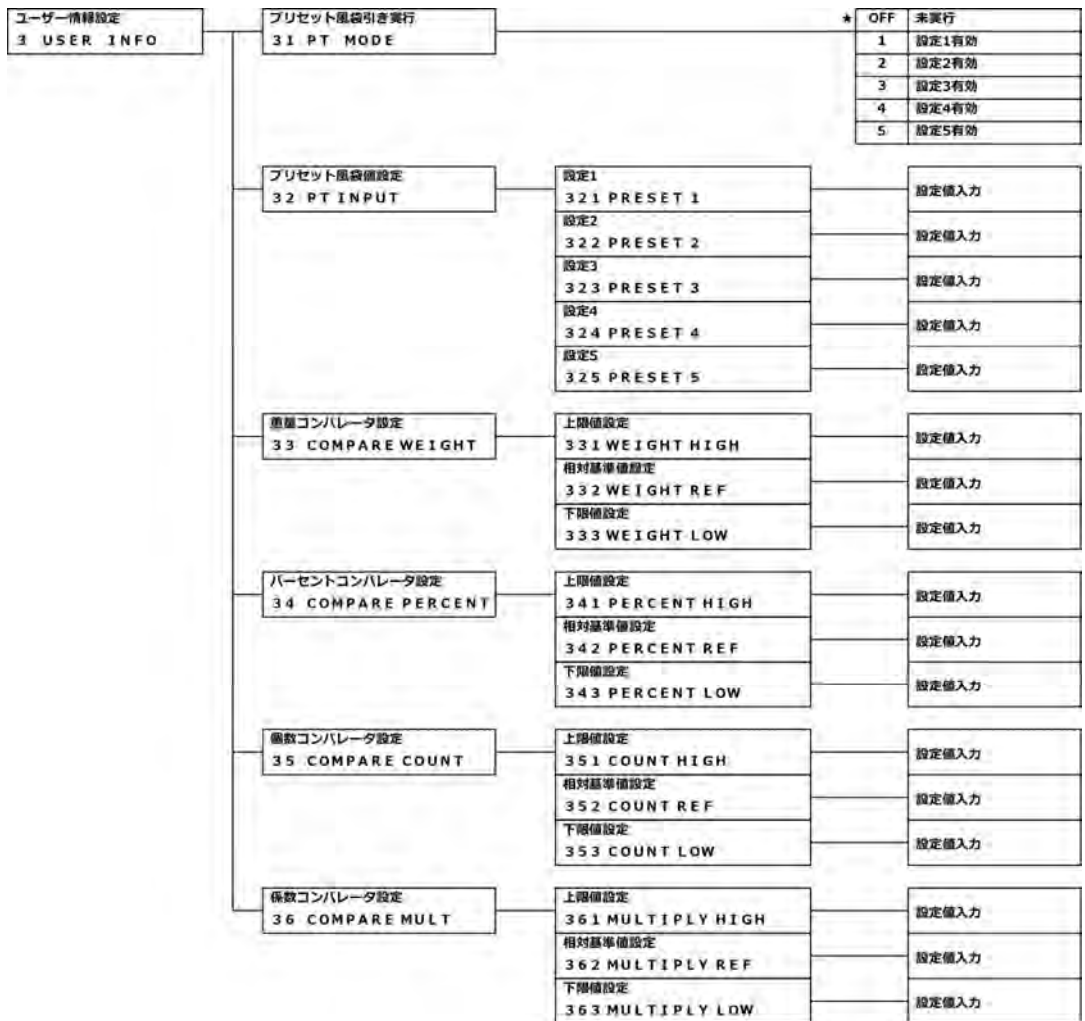 ユーザー情報設定
3 USER INFO
プリセット風袋引き実行
31 PT MODE
★ OFF 未実行
1 設定1有効
2 設定2有効
3 設定3有効
4 設定4有効
5 設定5有効
プリセット風袋値設定
32 PT INPUT
設定1
321 PRESET 1
設定値入力
設定2
322 PRESET 2
設定値入力
設定3
323 PRESET 3
設定値入力
設定4
324 PRESET 4
設定値入力
設定5
325 PRESET 5
設定値入力
重量コンパレータ設定
33 COMPARE WEIGHT
上限値設定
331 WEIGHT HIGH
設定値入力
相対基準値設定
332 WEIGHT REF
設定値入力
下限値設定
333 WEIGHT LOW
設定値入力
パーセントコンパレータ設定
34 COMPARE PERCENT
上限値設定
341 PERCENT HIGH
設定値入力
相対基準値設定
342 PERCENT REF
設定値入力
下限値設定
343 PERCENT LOW
設定値入力
個数コンパレータ設定
35 COMPARE COUNT
上限値設定
351 COUNT HIGH
設定値入力
相対基準値設定
352 COUNT REF
設定値入力
下限値設定
353 COUNT LOW
設定値入力
係数コンパレータ設定
36 COMPARE MULT
上限値設定
361 MULTIPLY HIGH
設定値入力
相対基準値設定
362 MULTIPLY REF
設定値入力
下限値設定
363 MULTIPLY LOW
設定値入力